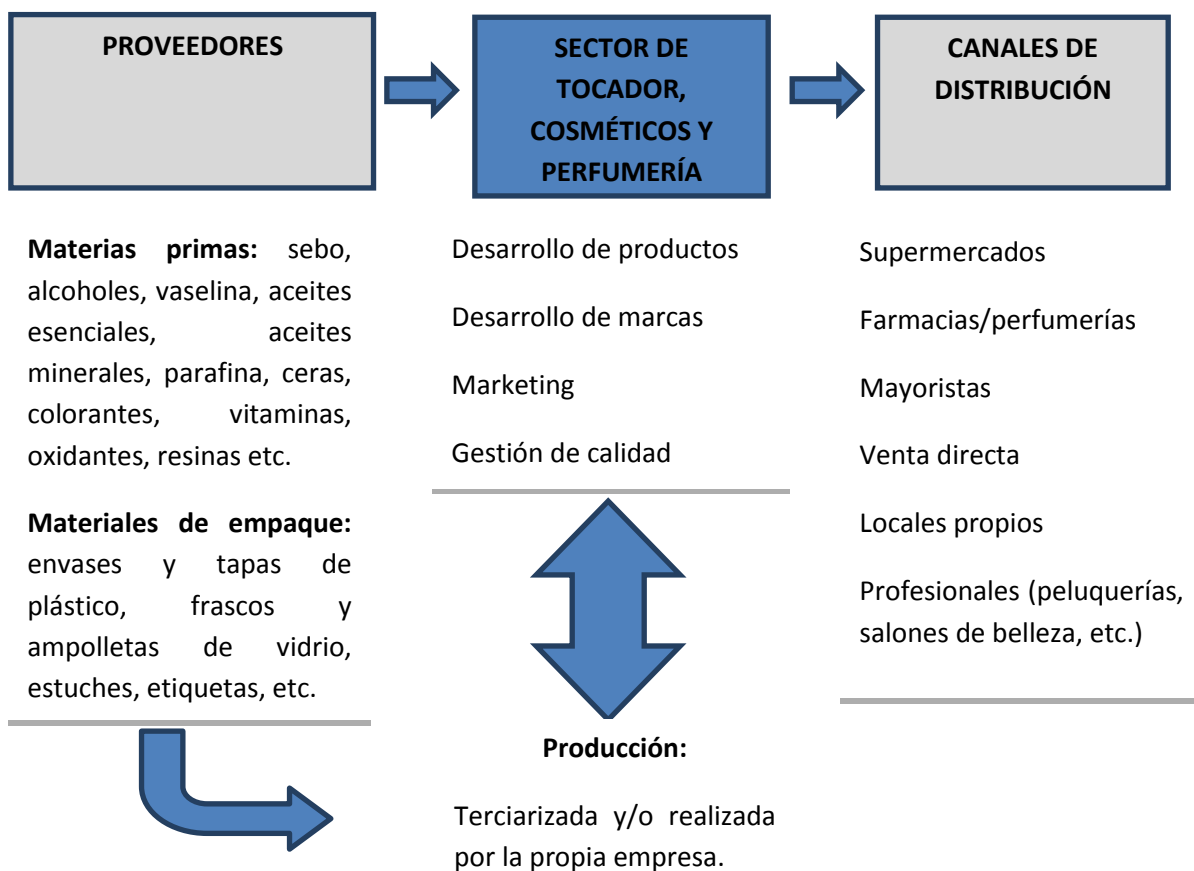 PROVEEDORES
SECTOR DE
TOCADOR,
COSMÉTICOS Y
PERFUMERÍA
CANALES DE
DISTRIBUCIÓN
Materias primas: sebo,
alcoholes, vaselina, aceites
esenciales, aceites
minerales, parafina, ceras,
colorantes, vitaminas,
oxidantes, resinas etc.
Materiales de empaque:
envases y tapas de
plástico, frascos y
ampolletas de vidrio,
estuches, etiquetas, etc.
Desarrollo de productos
Desarrollo de marcas
Marketing
Gestión de calidad
Producción:
Terciarizada y/o realizada
por la propia empresa.
Supermercados
Farmacias/perfumerías
Mayoristas
Venta directa
Locales propios
Profesionales (peluquerías,
salones de belleza, etc.)